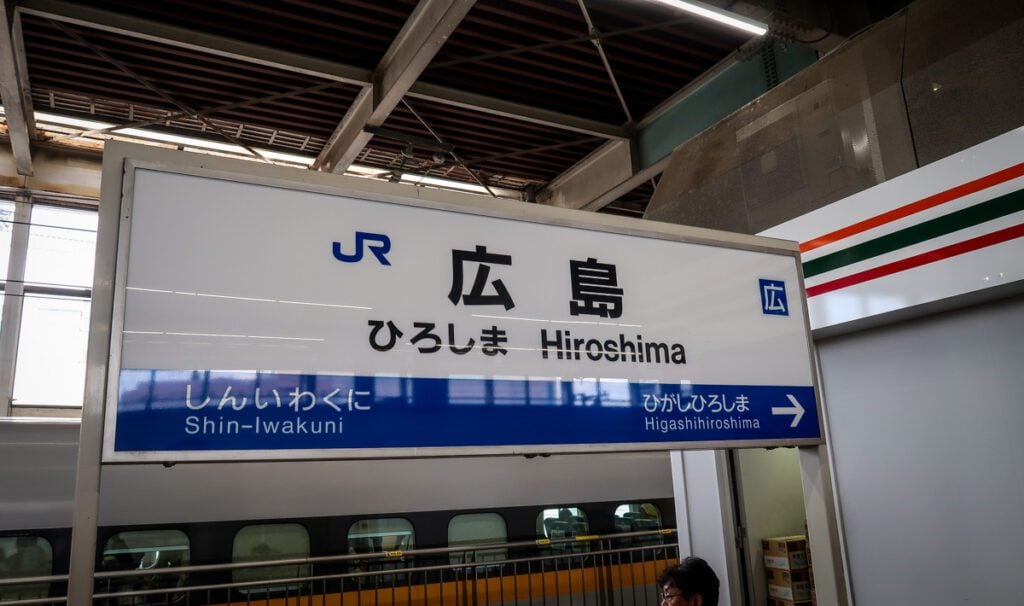 JR
広島
広
ひろしま Hiroshima
しんいわくに
Shin-Iwakuni
ひがしひろしま →
Higashihiroshima